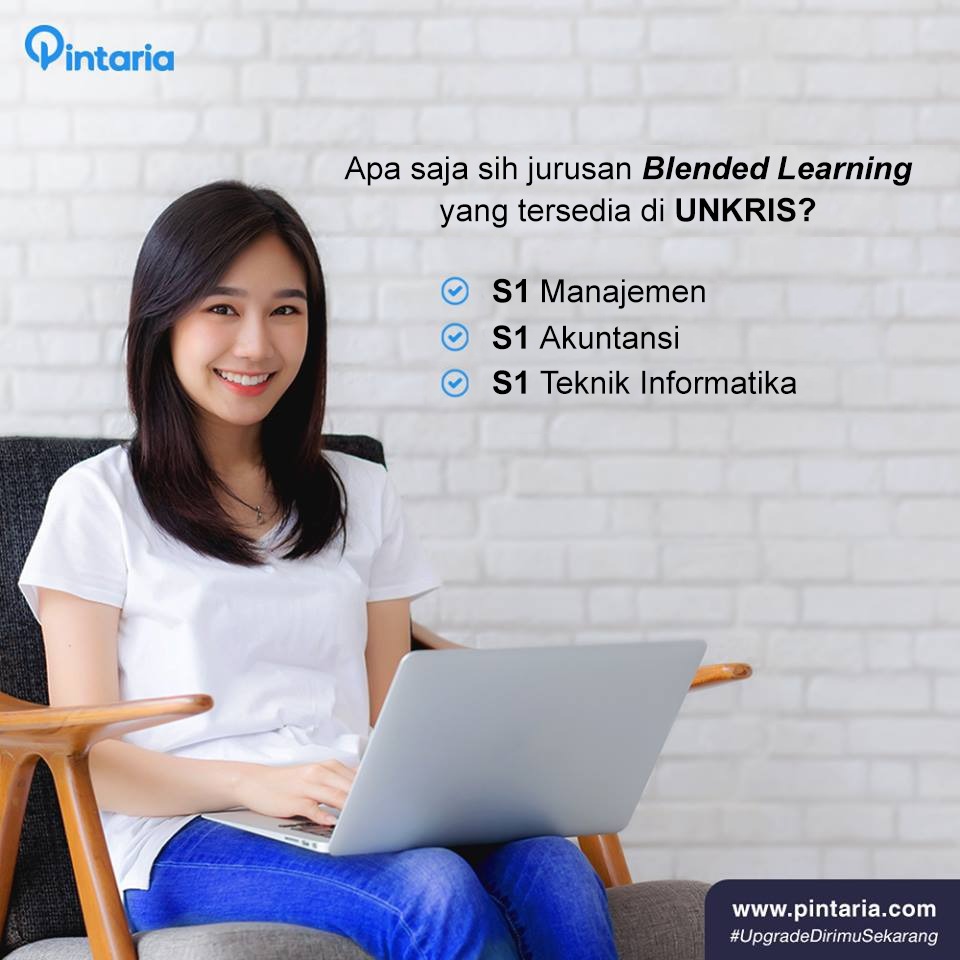 Pintaria
Apa saja sih jurusan Blended Learning
yang tersedia di UNKRIS?
S1 Manajemen
S1 Akuntansi
S1 Teknik Informatika
www.pintaria.com
#UpgradeDirimuSekarang